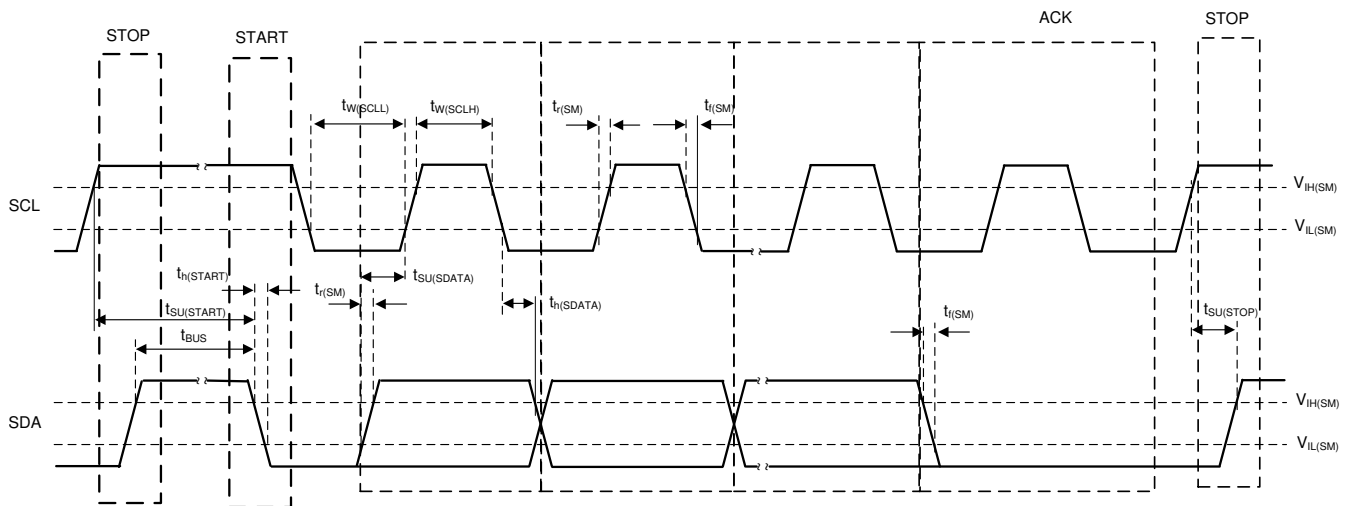 ACK
STOP START STOP
tW(SCLL) tW(SCLH) tr(SM) tf(SM)
VIH(SM)
SCL
VIL(SM)
th(START) tSU(SDATA)
tr(SM)
th(SDATA)
tSU(START) tf(SM) tSU(STOP)
tBUS
VIH(SM)
SDA
VIL(SM)